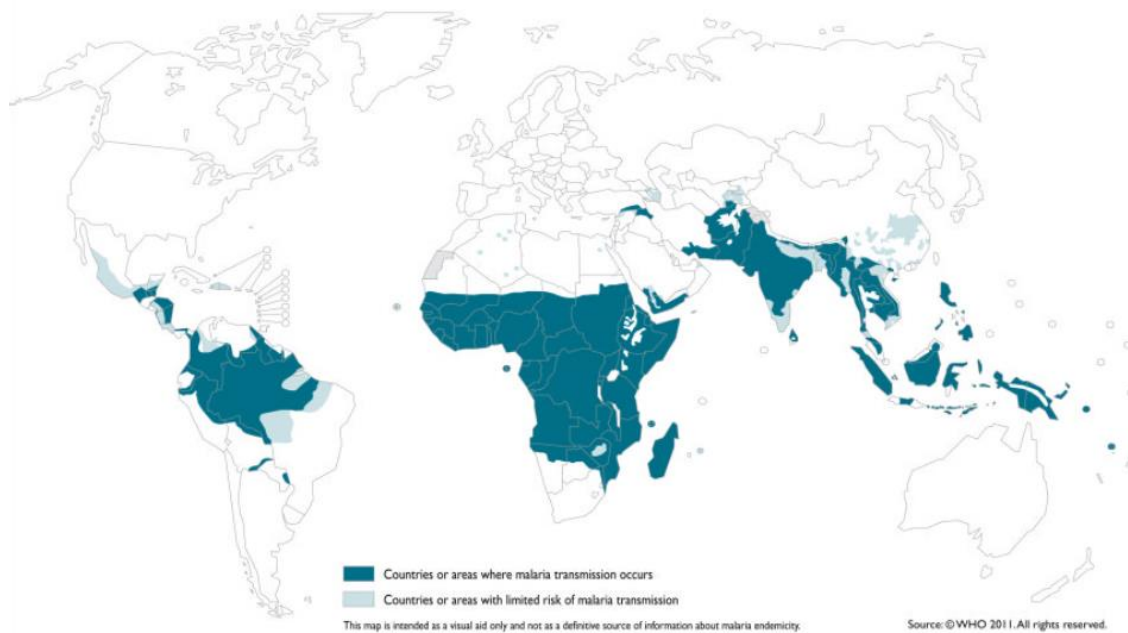 Countries or areas where malaria transmission occurs
Countries or areas with limited risk of malaria transmission
This map is intended as a visual aid only and not as a definitive source of information about malaria endemicity.
Source: © WHO 2011. All rights reserved.